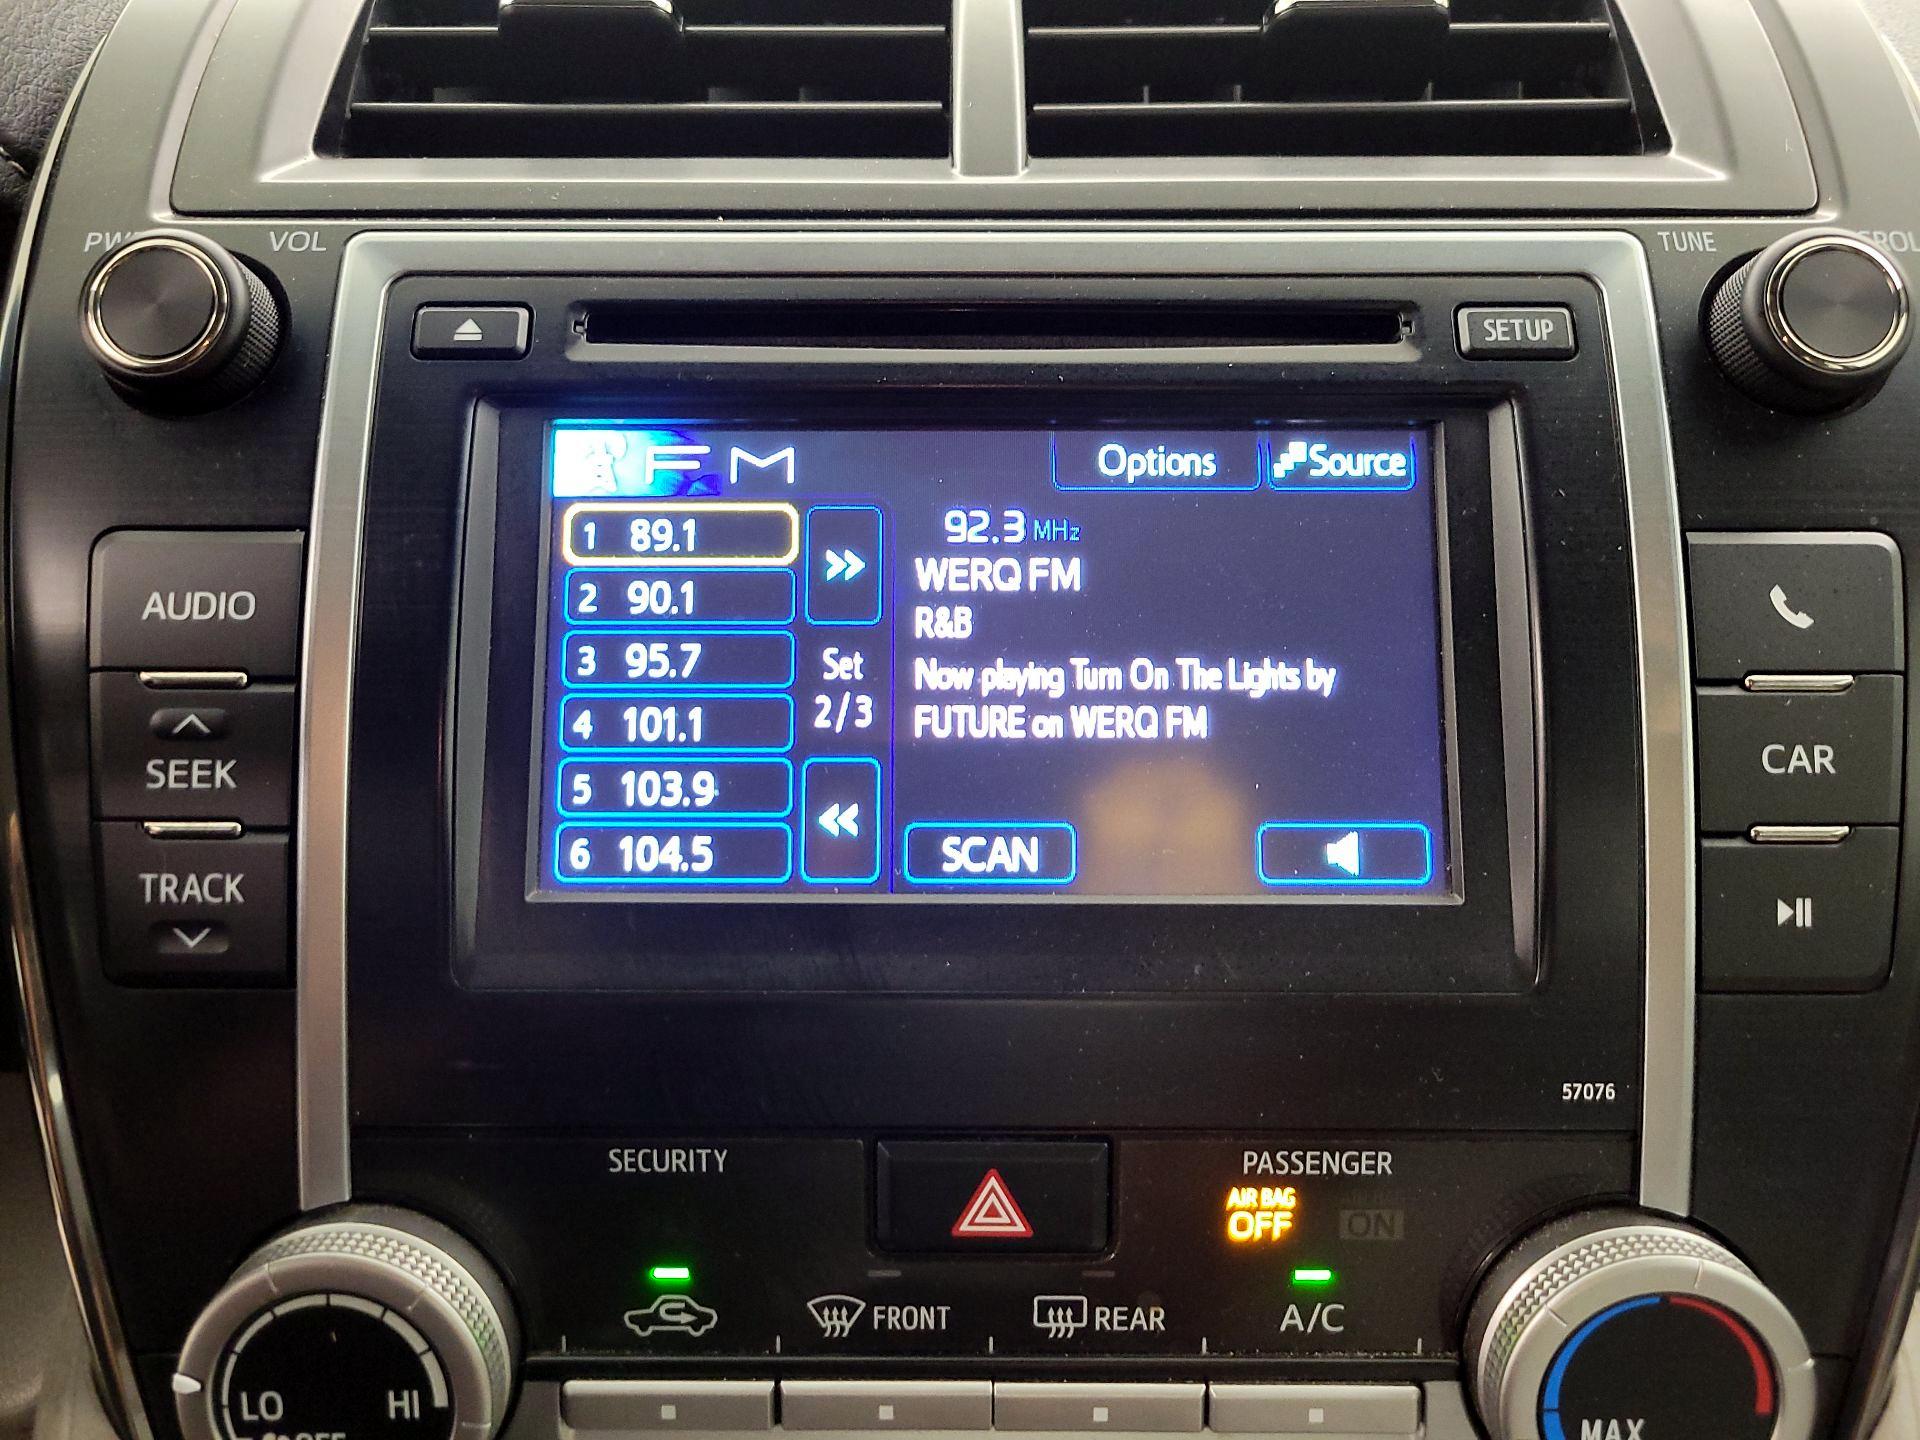 VOL
TUNE
SETUP
FM
Options
Source
1 89.1
2 90.1
3 95.7
4 101.1
5 103.9
6 104.5
Set
2/3
92.3 MHz
WERQ FM
R&B
Now playing Turn On The Lights by
FUTURE on WERQ FM
SCAN
AUDIO
SEEK
TRACK
CAR
57076
SECURITY
PASSENGER
AIR BAG
OFF
ON
FRONT
REAR
A/C
LO
HI
OFF
MAX